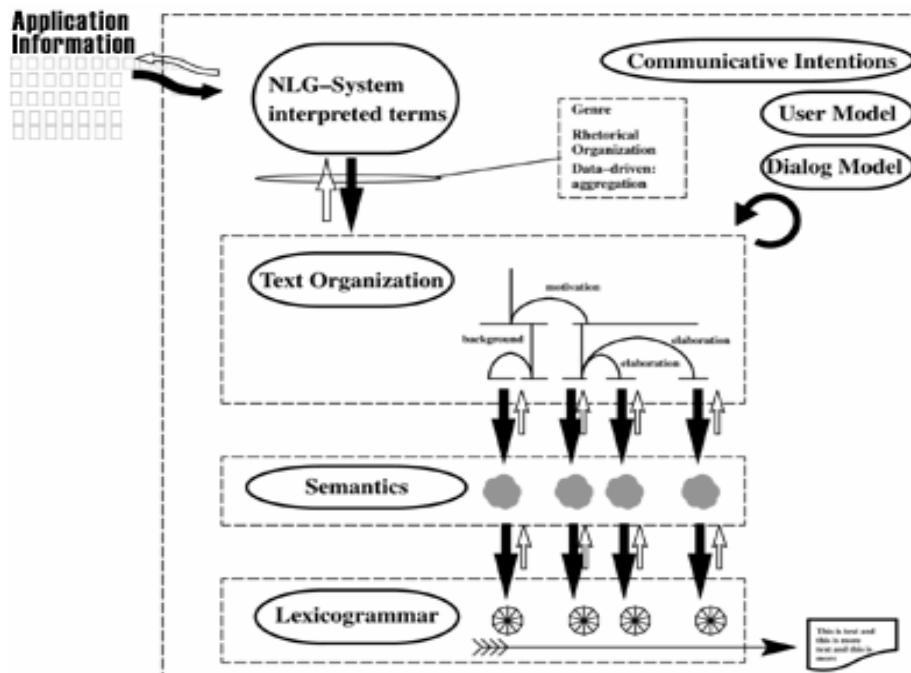 Application
Information
NLG–System
interpreted terms
Communicative Intentions
User Model
Dialog Model
Genre
Rhetorical
Organization
Data–driven:
aggregation
Text Organization
motivation
background
elaboration
elaboration
Semantics
Lexicogrammar
This is text and
this is more
text and this is
more